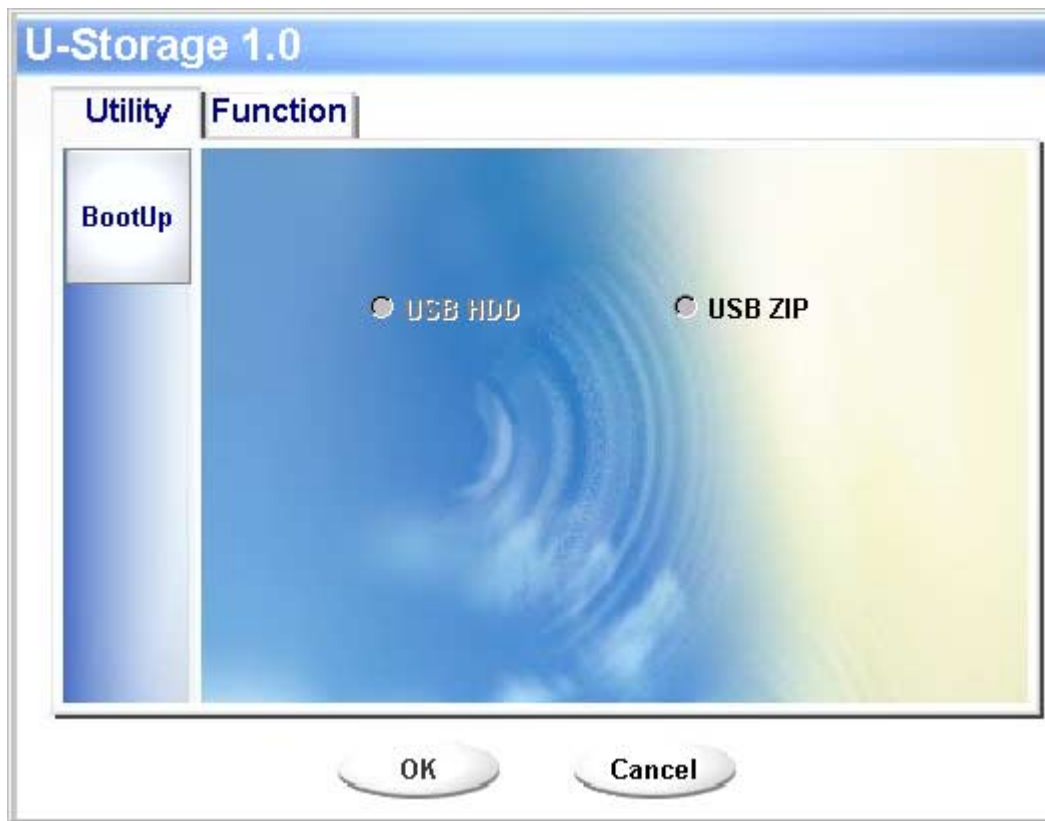 U-Storage 1.0
Utility Function
BootUp
USB HDD USB ZIP
OK Cancel